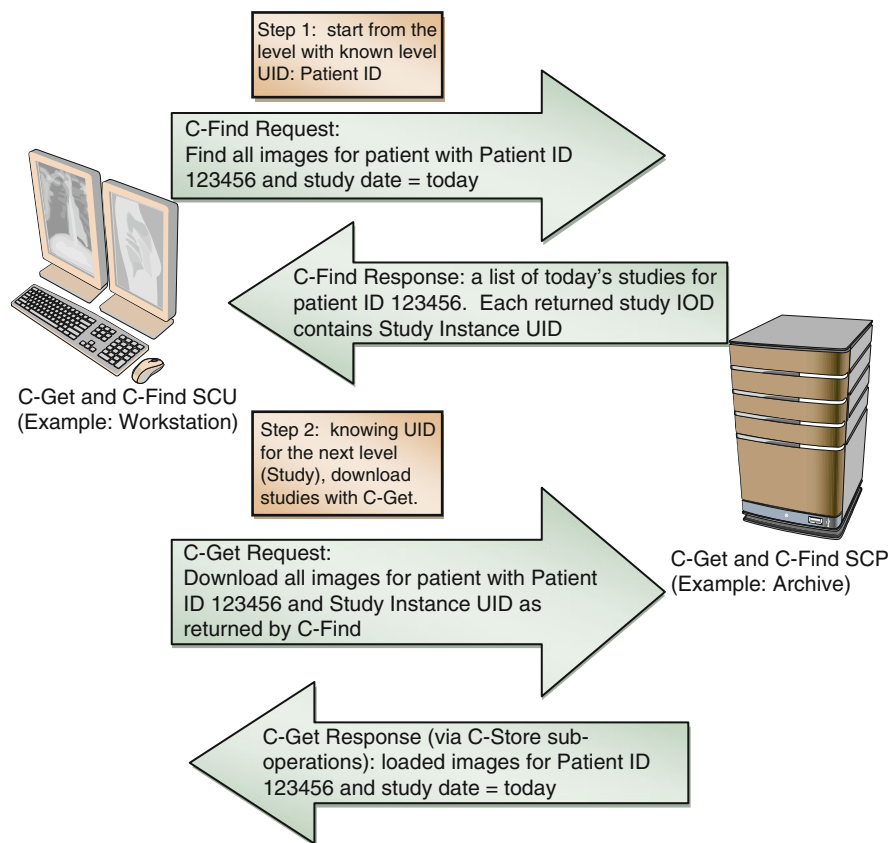 Step 1: start from the
level with known level
UID: Patient ID
C-Find Request:
Find all images for patient with Patient ID
123456 and study date = today
C-Find Response: a list of today's studies for
patient ID 123456. Each returned study IOD
contains Study Instance UID
C-Get and C-Find SCU
(Example: Workstation)
Step 2: knowing UID
for the next level
(Study), download
studies with C-Get.
C-Get Request:
Download all images for patient with Patient
ID 123456 and Study Instance UID as
returned by C-Find
C-Get and C-Find SCP
(Example: Archive)
C-Get Response (via C-Store sub-
operations): loaded images for Patient ID
123456 and study date = today